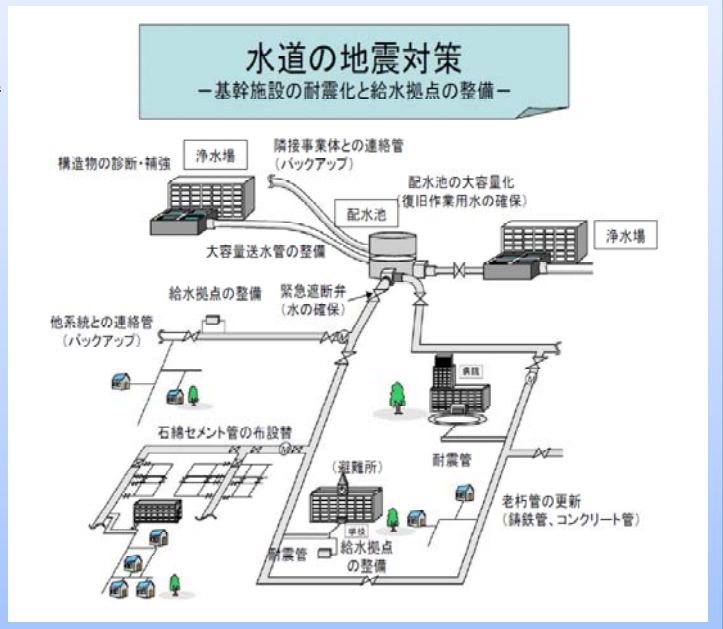 水道の地震対策
－基幹施設の耐震化と給水拠点の整備－
構造物の診断・補強
浄水場
隣接事業体との連絡管
（バックアップ）
配水池の大容量化
（復旧作業用水の確保）
配水池
浄水場
大容量送水管の整備
給水拠点の整備
緊急遮断弁
（水の確保）
他系統との連絡管
（バックアップ）
病院
石綿セメント管の布設替
M
M
M
（避難所）
耐震管
老朽管の更新
（鋳鉄管、コンクリート管）
学校
耐震管
給水拠点
の整備